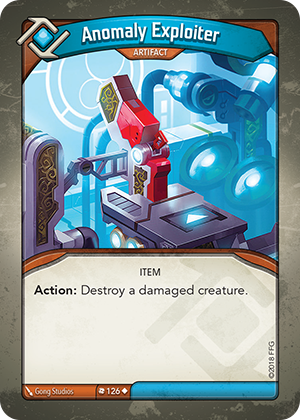 Anomaly Exploiter
ARTIFACT
ITEM
Action: Destroy a damaged creature.
©2018 FFG
Gong Studios
126